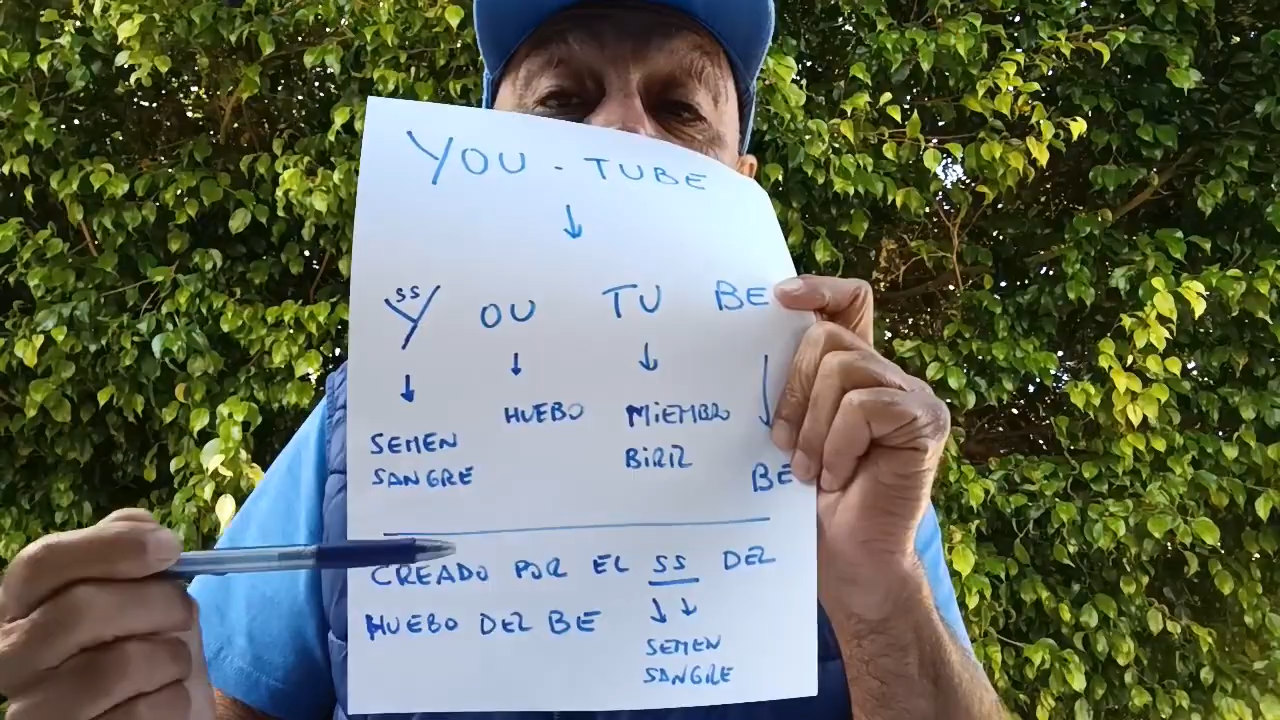 YOU - TUBE
SS
Y OU TU BE
HUEBO MiEMBRO
SEMEN BiRiL
SANGRE BE
CREADO POR EL SS DEL
HUEBO DEL BE
SEMEN
SANGRE